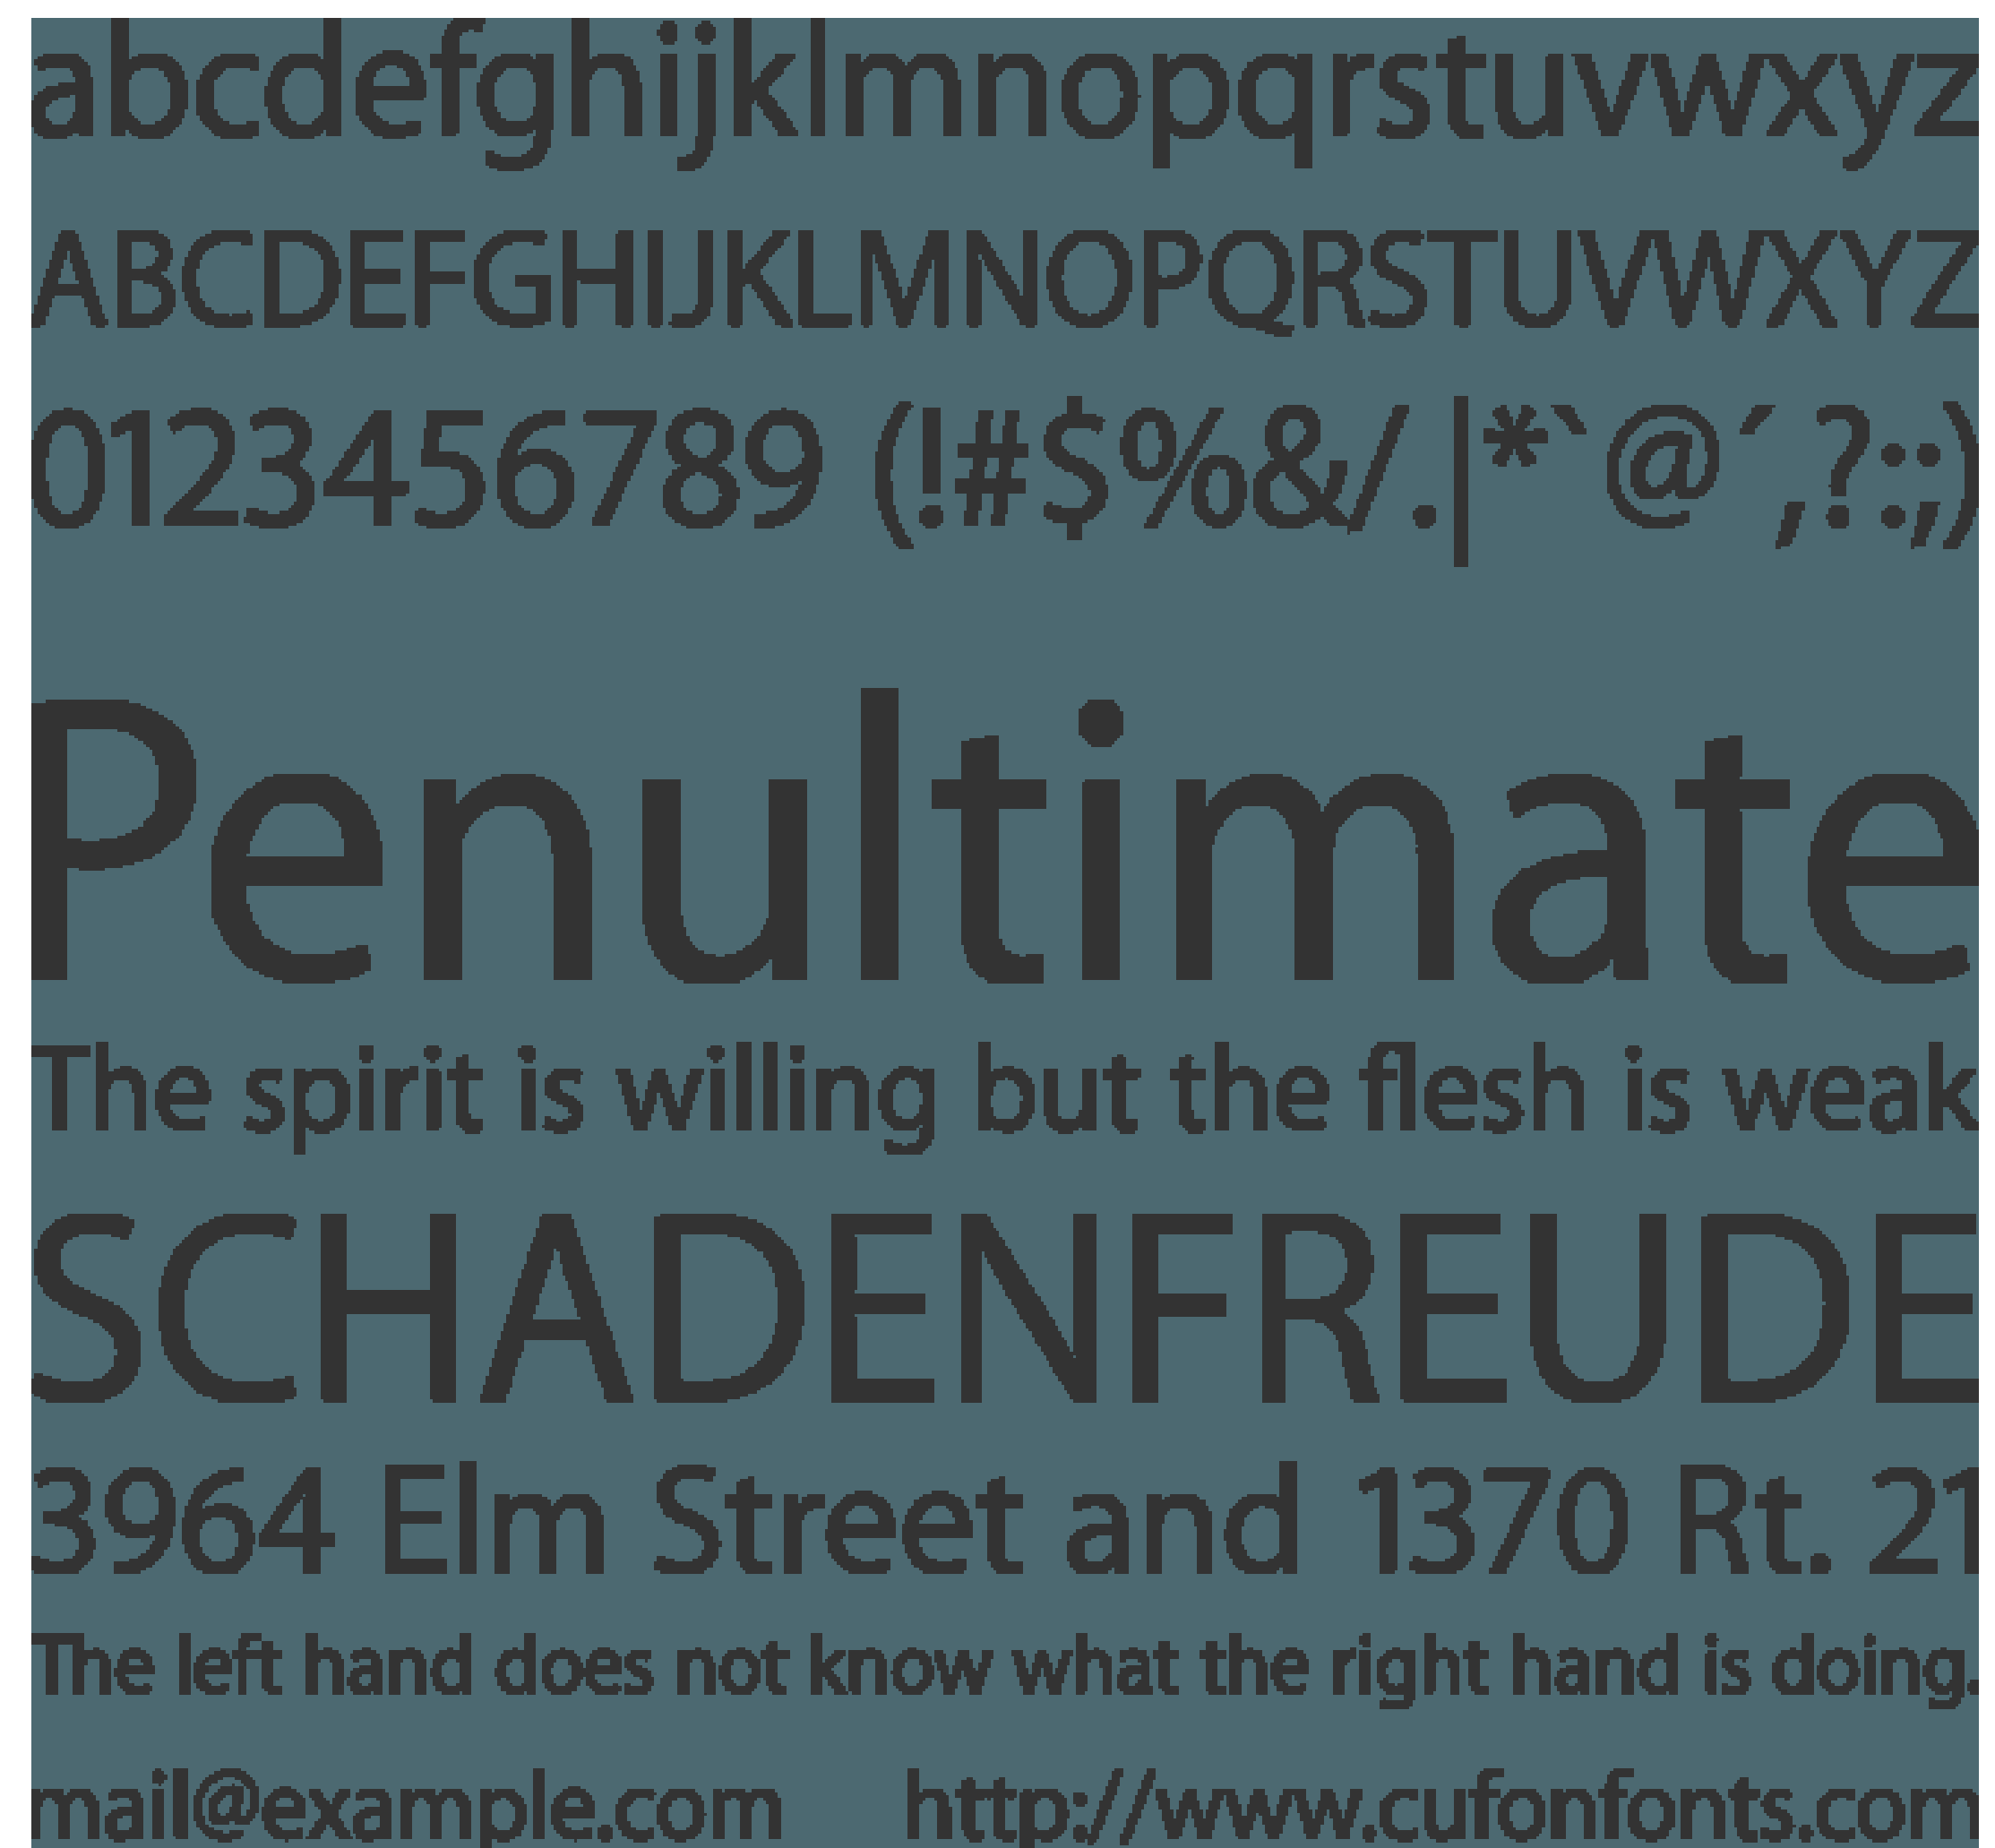 abcdefghijklmnopqrstuvwxyz
ABCDEFGHIJKLMNOPQRSTUVWXYZ
0123456789 (!#$%&/.|*`@´,?:;)
Penultimate
The spirit is willing but the flesh is weak
SCHADENFREUDE
3964 Elm Street and 1370 Rt. 21
The left hand does not know what the right hand is doing.
mail@example.com http://www.cufonfonts.com